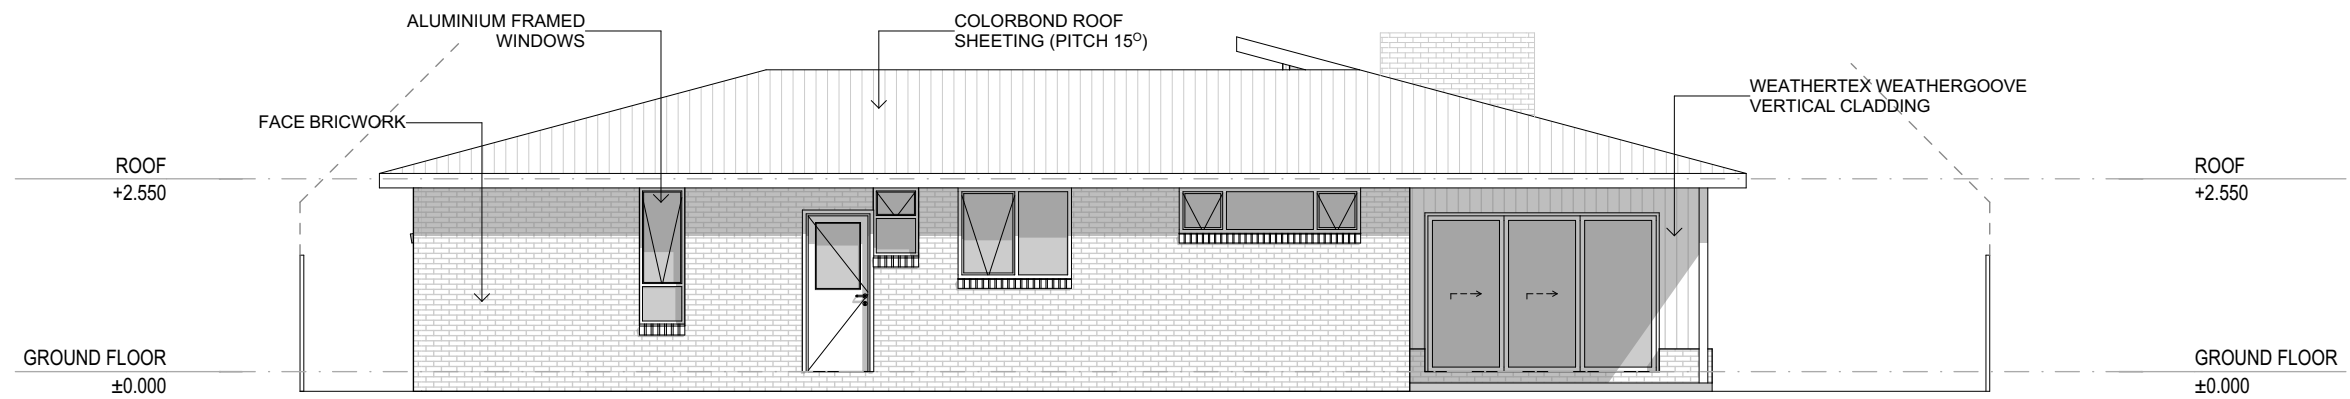 ALUMINIUM FRAMED
WINDOWS
COLORBOND ROOF
SHEETING (PITCH 15O)
WEATHERTEX WEATHERGOOVE
VERTICAL CLADDING
FACE BRICWORK
ROOF
+2.550
ROOF
+2.550
GROUND FLOOR
±0.000
GROUND FLOOR
±0.000